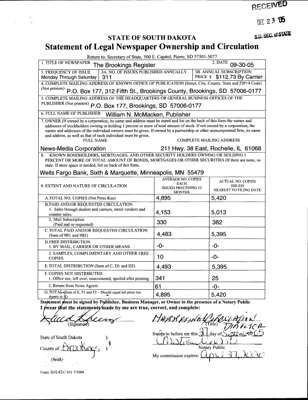 RECEIVED
DEC 23 '05
S.D. SEC. OF STATE
STATE OF SOUTH DAKOTA
Statement of Legal Newspaper Ownership and Circulation
Return to: Secretary of State, 500 E. Capitol, Pierre, SD 57501-5077
1. TITLE OF NEWSPAPER The Brookings Register 2. DATE 09-30-05
3. FREQUENCY OF ISSUE 3A. NO. OF ISSUES PUBLISHED ANNUALLY 3B. ANNUAL SUBSCRIPTION
Monday Through Saturday 311 PRICE $ $112.73 By Carrier
4. COMPLETE MAILING ADDRESS OF KNOWN OFFICE OF PUBLICATION (Street, City, County, State and ZIP+4 Code)
(Not printers) P.O. Box 177, 312 Fifth St., Brookings County, Brookings, SD 57006-0177
5. COMPLETE MAILING ADDRESS OF THE HEADQUARTERS OF GENERAL BUSINESS OFFICES OF THE
PUBLISHER (Not printer) P.O. Box 177, Brookings, SD 57006-0177
6. FULL NAME OF PUBLISHER: William N. McMacken, Publisher
7. OWNER (If owned by a corporation, its name and address must be stated and list on the back of this form the names and
addresses of stockholders owning or holding 1 percent or more of total amount of stock. If not owned by a corporation, the
names and addresses of the individual owners must be given. If owned by a partnership or other unincorporated firm, its name
and address, as well as that of each individual must be given.
FULL NAME COMPLETE MAILING ADDRESS
News-Media Corporation 211 Hwy. 38 East, Rochelle, IL 61068
8. KNOWN BONDHOLDERS, MORTGAGES, AND OTHER SECURITY HOLDERS OWNING OR HOLDING 1
PERCENT OR MORE OF TOTAL AMOUNT OF BONDS, MORTGAGES OR OTHER SECURITIES (If there are none, so
state. If more space is needed, list on back of this form.
Wells Fargo Bank, Sixth & Marquette, Minneapolis, MN 55479
9. EXTENT AND NATURE OF CIRCULATION
AVERAGE NO. COPIES EACH ISSUED PRECEDING 12 MONTHS
ACTUAL NO. COPIES ISSUED NEAREST TO FILING DATE
A. TOTAL NO. COPIES (Net Press Run) 4,895 5,420
B. PAID AND/OR REQUESTED CIRCULATION
1. Sales through dealers and carriers, street vendors and
counter sales 4,153 5,013
2. Mail Subscription
(Paid and or requested) 330 382
C. TOTAL PAID AND/OR REQUESTED CIRCULATION
(Sum of 9B1 and 9B2) 4,483 5,395
D. FREE DISTRIBUTION
1. BY MAIL, CARRIER OR OTHER MEANS -0- -0-
2. SAMPLES, COMPLIMENTARY AND OTHER FREE
COPIES 10 -0-
E. TOTAL DISTRIBUTION (Sum of C, D1 and D2) 4,493 5,395
F. COPIES NOT DISTRIBUTED
1. Office use, left over, unaccounted, spoiled after printing 341 25
2. Return from News Agents 61 -0-
G. TOTAL (Sum of E, F1 and F2 - Should equal net press run
shown in A) 4,895 5,420
Statement must be signed by Publisher, Business Manager, or Owner in the presence of a Notary Public
I swear that the statements made by me are true, correct, and complete:
(Signature) (Title)
State of South Dakota )
County of Brookings )
(Seal)
Sworn to before me this
Notary Public
My commission expires: